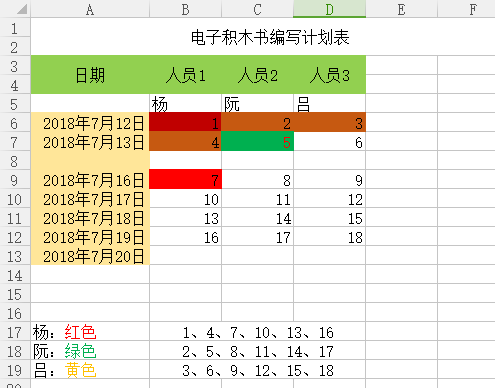 A B C D E F
1
2 电子积木书编写计划表
3
4 日期 人员1 人员2 人员3
5 杨 阮 吕
6 2018年7月12日 1 2 3
7 2018年7月13日 4 5 6
8
9 2018年7月16日 7 8 9
10 2018年7月17日 10 11 12
11 2018年7月18日 13 14 15
12 2018年7月19日 16 17 18
13 2018年7月20日
14
15
16
17 杨：红色 1、4、7、10、13、16
18 阮：绿色 2、5、8、11、14、17
19 吕：黄色 3、6、9、12、15、18